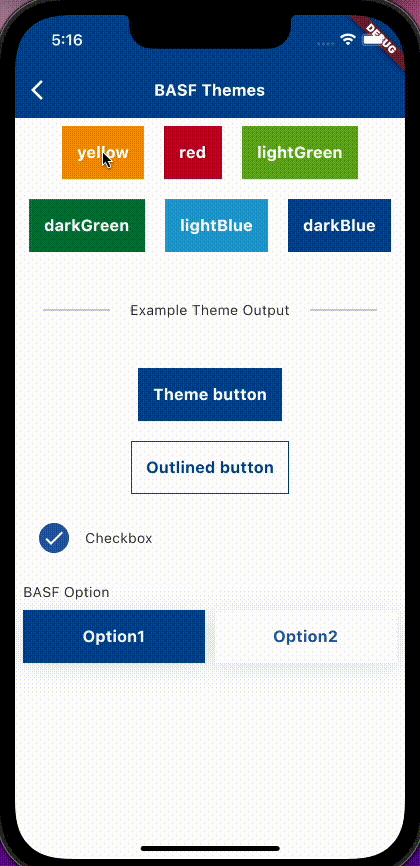 5:16
DEBUG
BASF Themes
yellow red lightGreen
darkGreen lightBlue darkBlue
Example Theme Output
Theme button
Outlined button
Checkbox
BASF Option
Option1 Option2